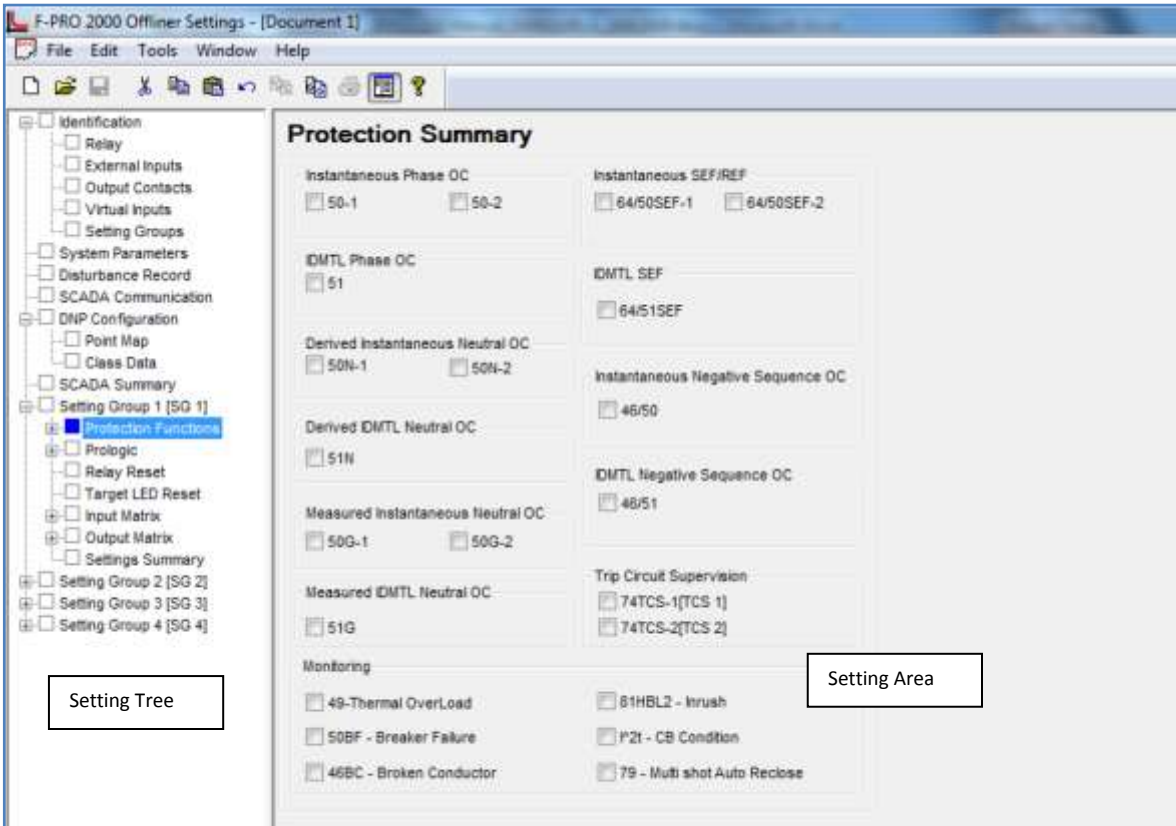 F-PRO 2000 Offliner Settings - [Document 1]
File Edit Tools Window Help
Identification
Relay
External Inputs
Output Contacts
Virtual Inputs
Setting Groups
System Parameters
Disturbance Record
SCADA Communication
DNP Configuration
Point Map
Class Data
SCADA Summary
Setting Group 1 [SG 1]
Protection Functions
Prologic
Relay Reset
Target LED Reset
Input Matrix
Output Matrix
Settings Summary
Setting Group 2 [SG 2]
Setting Group 3 [SG 3]
Setting Group 4 [SG 4]
Setting Tree
Protection Summary
Instantaneous Phase OC
50-1 50-2
IDMTL Phase OC
51
Derived Instantaneous Neutral OC
50N-1 50N-2
Derived IDMTL Neutral OC
51N
Measured Instantaneous Neutral OC
50G-1 50G-2
Measured IDMTL Neutral OC
51G
Instantaneous SEF/REF
64/50SEF-1 64/50SEF-2
IDMTL SEF
64/51SEF
Instantaneous Negative Sequence OC
46/50
IDMTL Negative Sequence OC
46/51
Trip Circuit Supervision
74TCS-1[TCS 1]
74TCS-2[TCS 2]
Setting Area
Monitoring
49-Thermal OverLoad 81HBL2 - Inrush
50BF - Breaker Failure I^2t - CB Condition
46BC - Broken Conductor 79 - Multi shot Auto Reclose